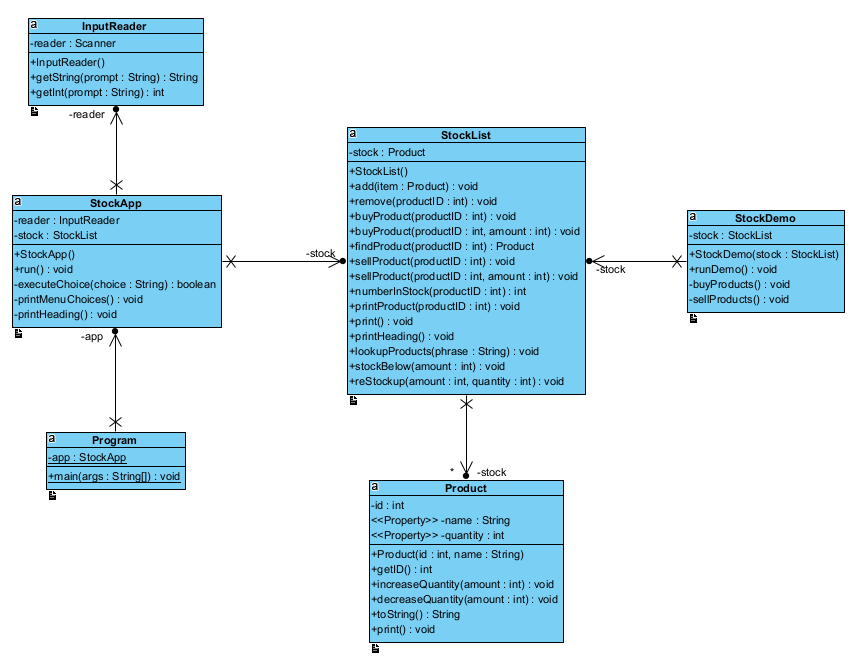 a
InputReader
-reader : Scanner
+InputReader()
+getString(prompt : String) : String
+getInt(prompt : String) : int
-reader
a
StockApp
-reader : InputReader
-stock : StockList
+StockApp()
+run() : void
-executeChoice(choice : String) : boolean
-printMenuChoices() : void
-printHeading() : void
-app
a
Program
-app : StockApp
+main(args : String[]) : void
-stock
a
StockList
-stock : Product
+StockList()
+add(item : Product) : void
+remove(productID : int) : void
+buyProduct(productID : int) : void
+buyProduct(productID : int, amount : int) : void
+findProduct(productID : int) : Product
+sellProduct(productID : int) : void
+sellProduct(productID : int, amount : int) : void
+numberInStock(productID : int) : int
+printProduct(productID : int) : void
+print() : void
+printHeading() : void
+lookupProducts(phrase : String) : void
+stockBelow(amount : int) : void
+reStockup(amount : int, quantity : int) : void
-stock
a
StockDemo
-stock : StockList
+StockDemo(stock : StockList)
+runDemo() : void
-buyProducts() : void
-sellProducts() : void
* -stock
a
Product
-id : int
<<Property>> -name : String
<<Property>> -quantity : int
+Product(id : int, name : String)
+getID() : int
+increaseQuantity(amount : int) : void
+decreaseQuantity(amount : int) : void
+toString() : String
+print() : void